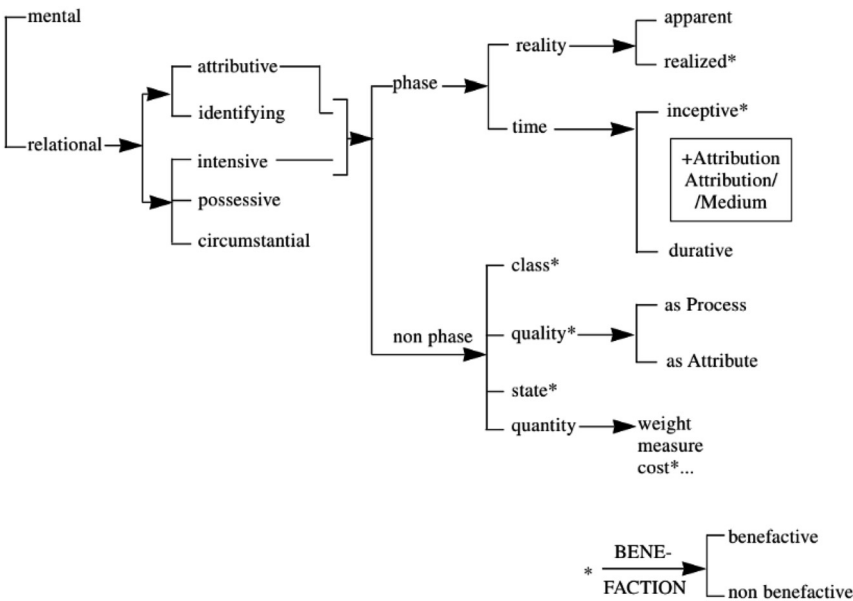 mental
relational
attributive
identifying
intensive
possessive
circumstantial
phase
non phase
reality
time
apparent
realized*
inceptive*
+Attribution
Attribution/
/Medium
durative
class*
quality*
as Process
as Attribute
state*
quantity
weight
measure
cost*...
*
BENE-
FACTION
benefactive
non benefactive